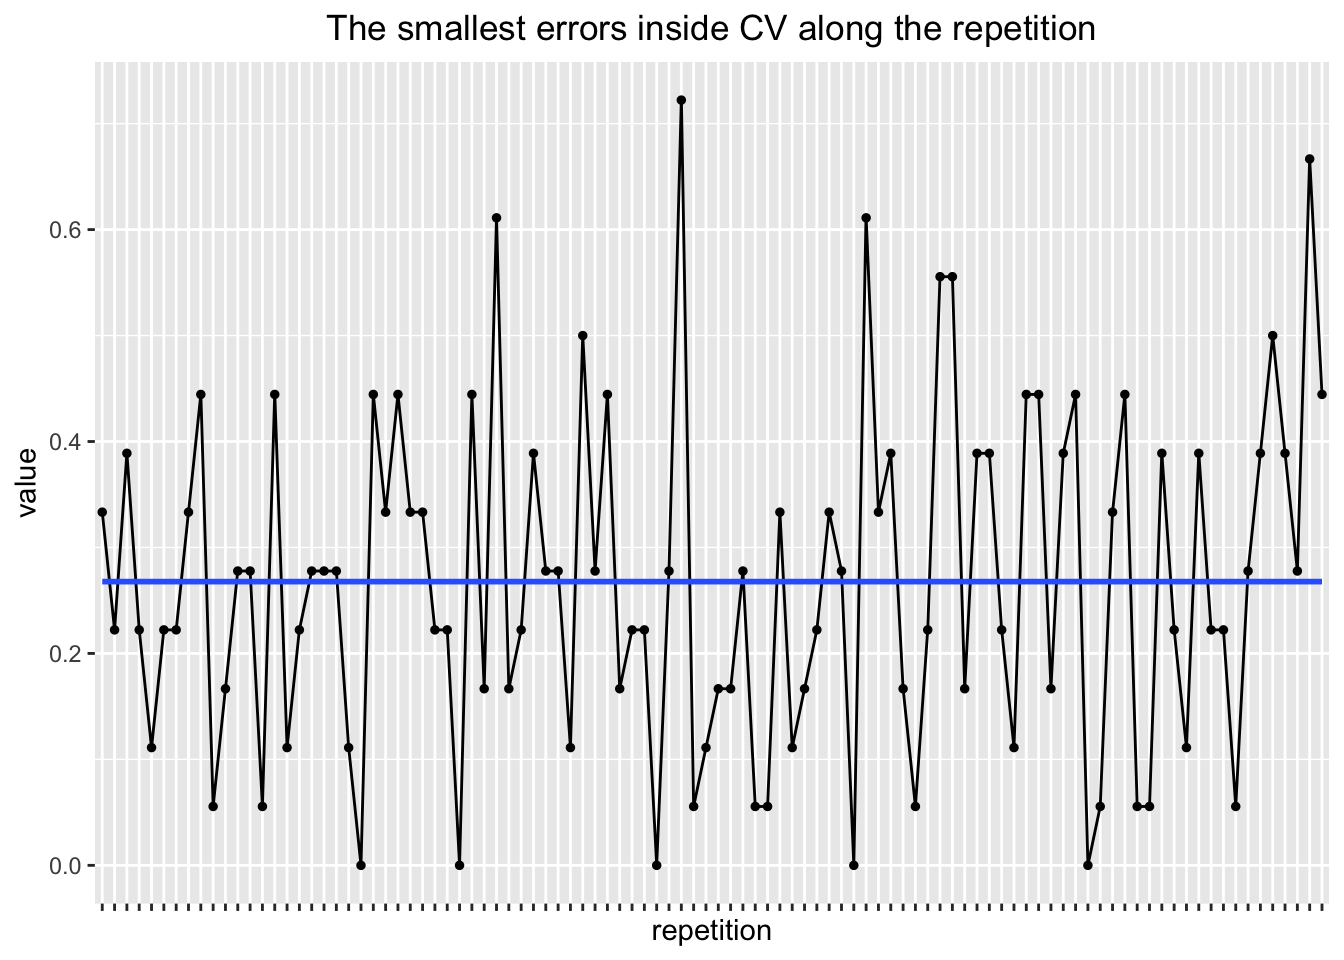 The smallest errors inside CV along the repetition
0.6
0.4
0.2
0.0
value
repetition